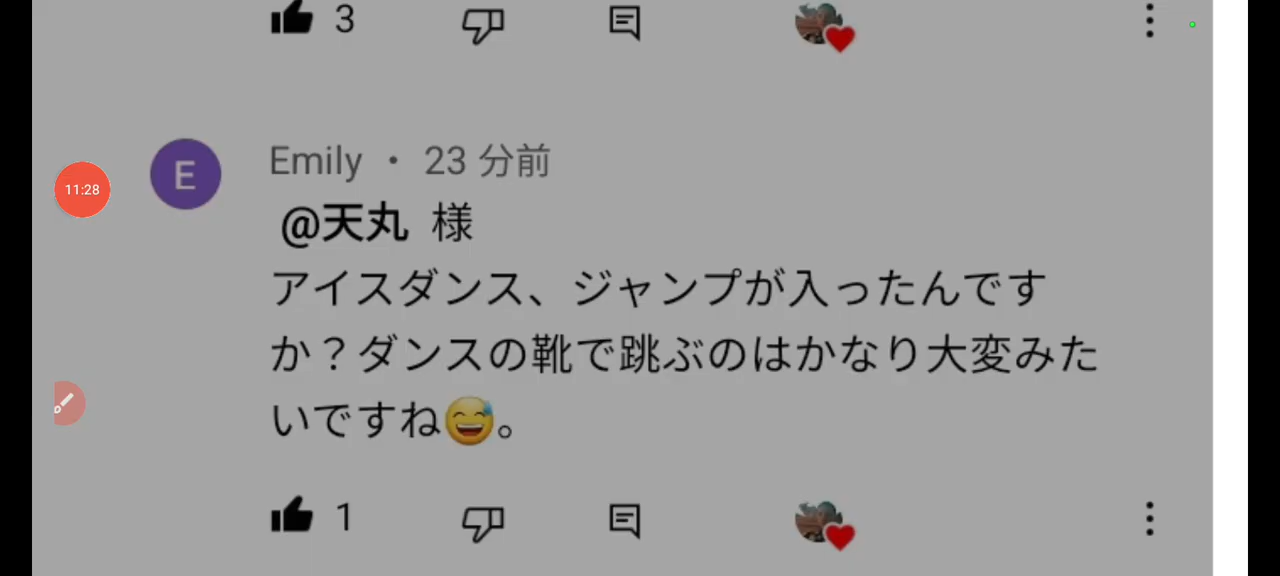 3
Emily • 23 分前
11:28
E
@天丸 様
アイスダンス、ジャンプが入ったんです
か？ダンスの靴で跳ぶのはかなり大変みた
いですね😅。
1